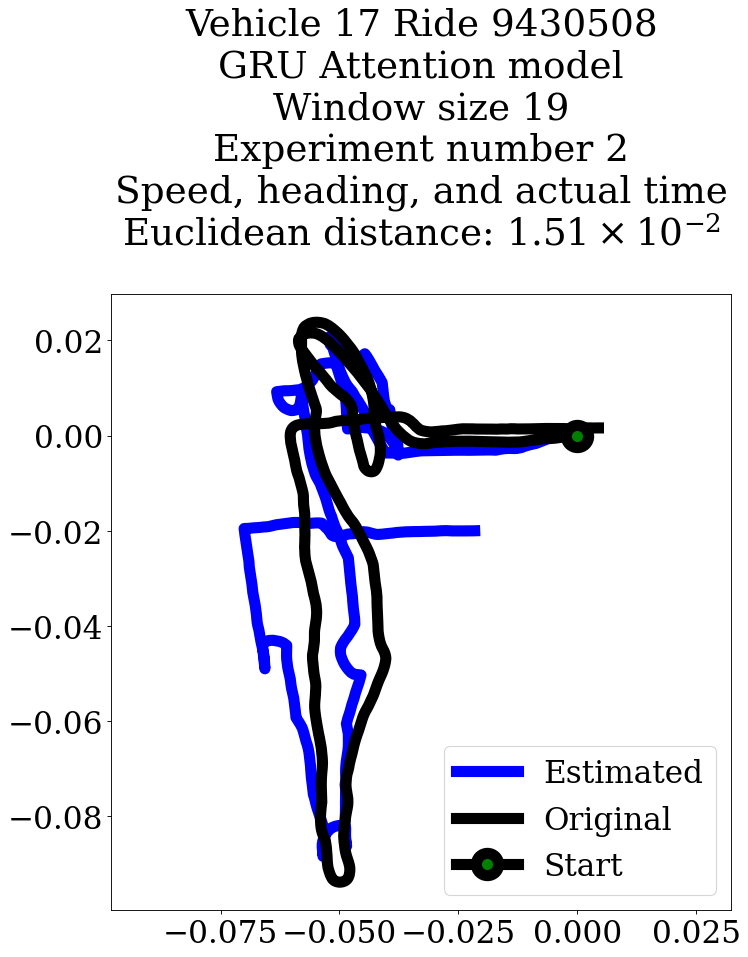 Vehicle 17 Ride 9430508
GRU Attention model
Window size 19
Experiment number 2
Speed, heading, and actual time
Euclidean distance: 1.51 × 10⁻²
0.02
0.00
−0.02
−0.04
−0.06
−0.08
Estimated
Original
Start
−0.075 −0.050 −0.025 0.000 0.025